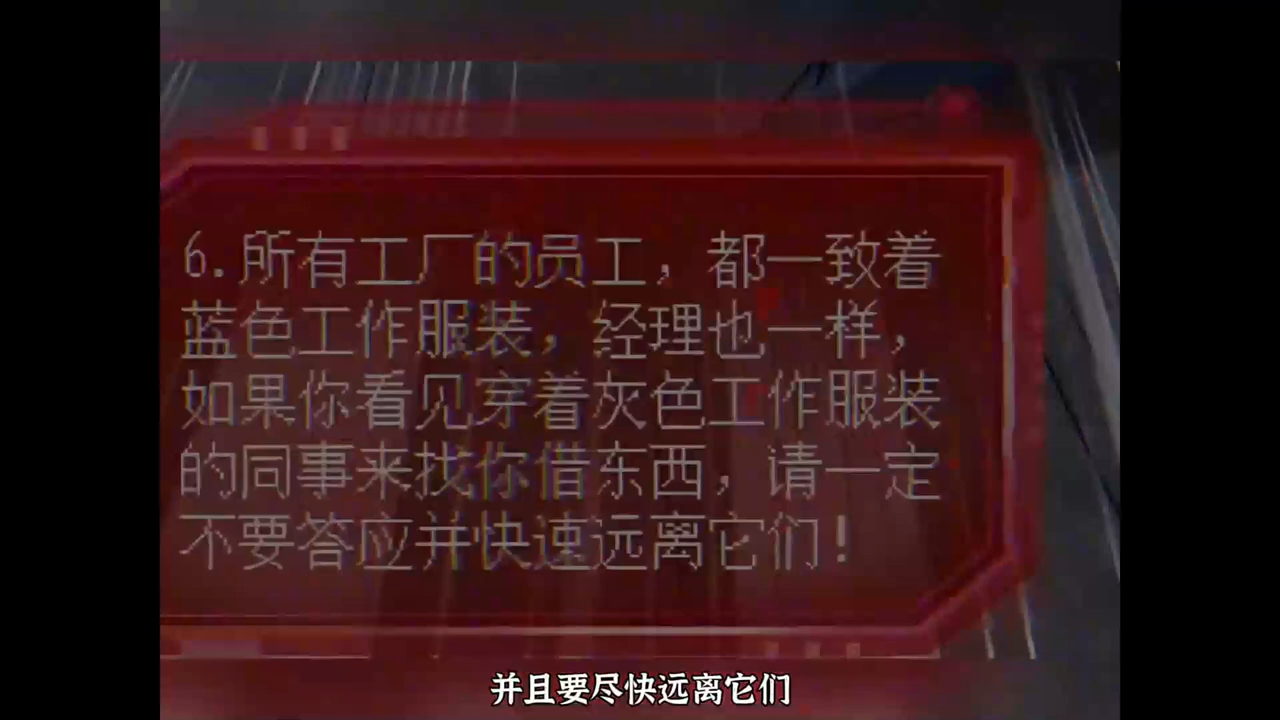 6.所有工厂的员工，都一致着
蓝色工作服装，经理也一样，
如果你看见穿着灰色工作服装
的同事来找你借东西，请一定
不要答应并快速远离它们！
并且要尽快远离它们